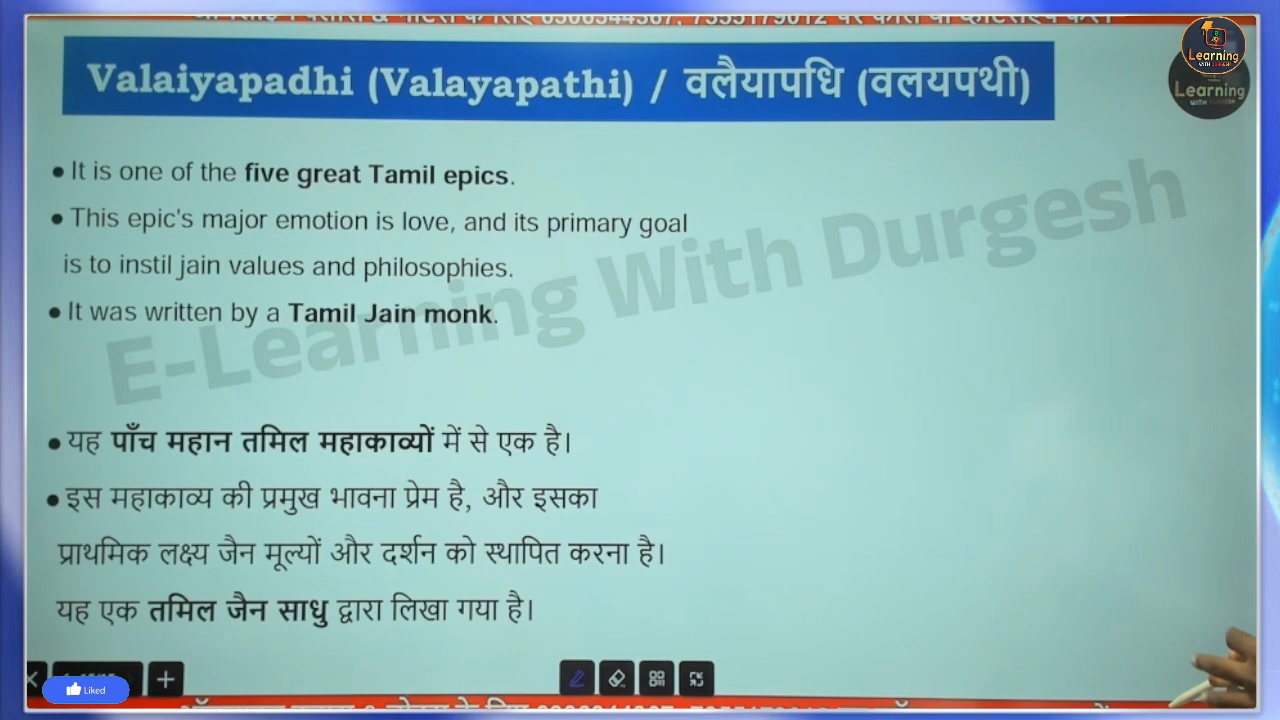 Valaiyapadhi (Valayapathi) / वलैयापधि (वलयपथी)
Learning
Learning
WITH DURGESH
• It is one of the five great Tamil epics.
• This epic's major emotion is love, and its primary goal
is to instil jain values and philosophies.
• It was written by a Tamil Jain monk.
E-Learning With Durgesh
• यह पाँच महान तमिल महाकाव्यों में से एक है।
• इस महाकाव्य की प्रमुख भावना प्रेम है, और इसका
प्राथमिक लक्ष्य जैन मूल्यों और दर्शन को स्थापित करना है।
यह एक तमिल जैन साधु द्वारा लिखा गया है।
Liked